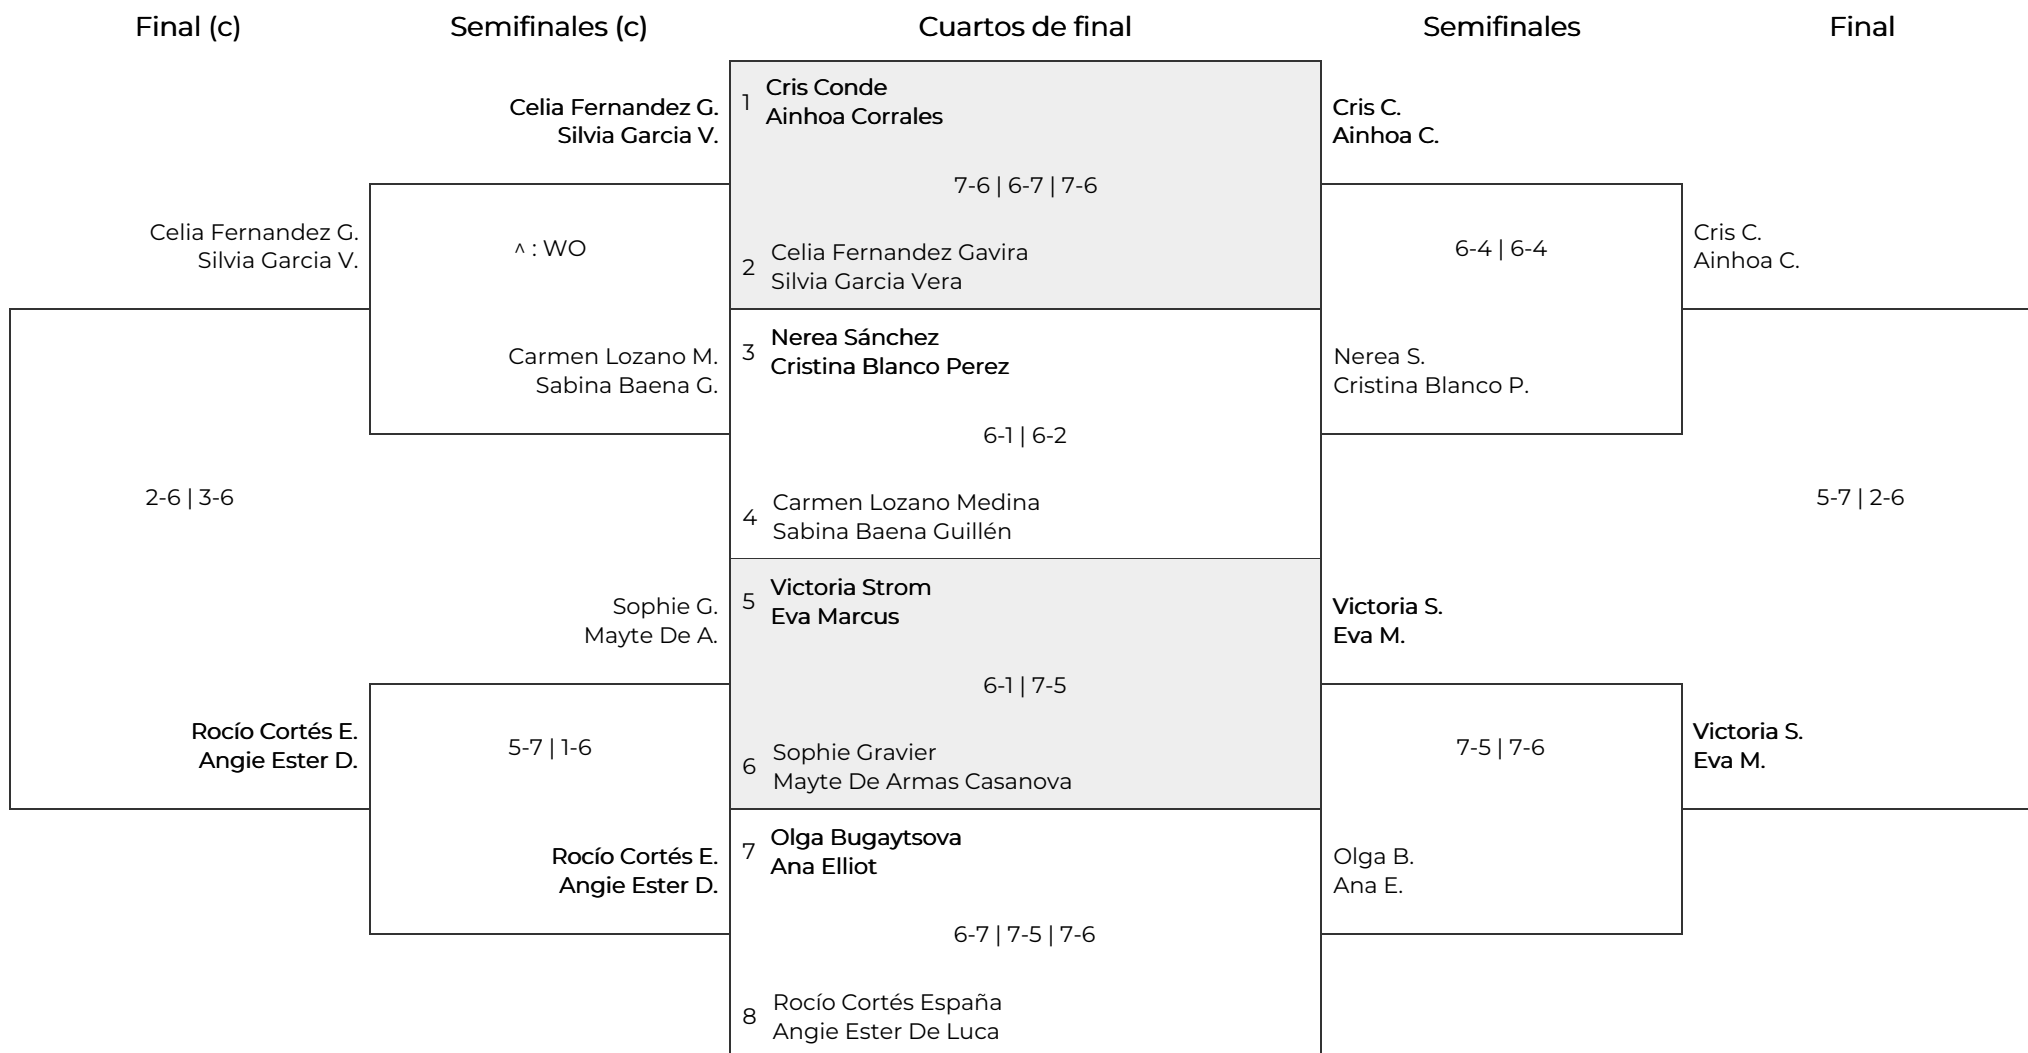 Final (c)
Semifinales (c)
Cuartos de final
Semifinales
Final
Celia Fernandez G.
Silvia Garcia V.
1
Cris Conde
Ainhoa Corrales
Cris C.
Ainhoa C.
7-6 | 6-7 | 7-6
Celia Fernandez G.
Silvia Garcia V.
^ : WO
2
Celia Fernandez Gavira
Silvia Garcia Vera
6-4 | 6-4
Cris C.
Ainhoa C.
Carmen Lozano M.
Sabina Baena G.
3
Nerea Sánchez
Cristina Blanco Perez
Nerea S.
Cristina Blanco P.
6-1 | 6-2
2-6 | 3-6
4
Carmen Lozano Medina
Sabina Baena Guillén
5-7 | 2-6
Sophie G.
Mayte De A.
5
Victoria Strom
Eva Marcus
Victoria S.
Eva M.
6-1 | 7-5
Rocío Cortés E.
Angie Ester D.
5-7 | 1-6
6
Sophie Gravier
Mayte De Armas Casanova
7-5 | 7-6
Victoria S.
Eva M.
Rocío Cortés E.
Angie Ester D.
7
Olga Bugaytsova
Ana Elliot
Olga B.
Ana E.
6-7 | 7-5 | 7-6
8
Rocío Cortés España
Angie Ester De Luca